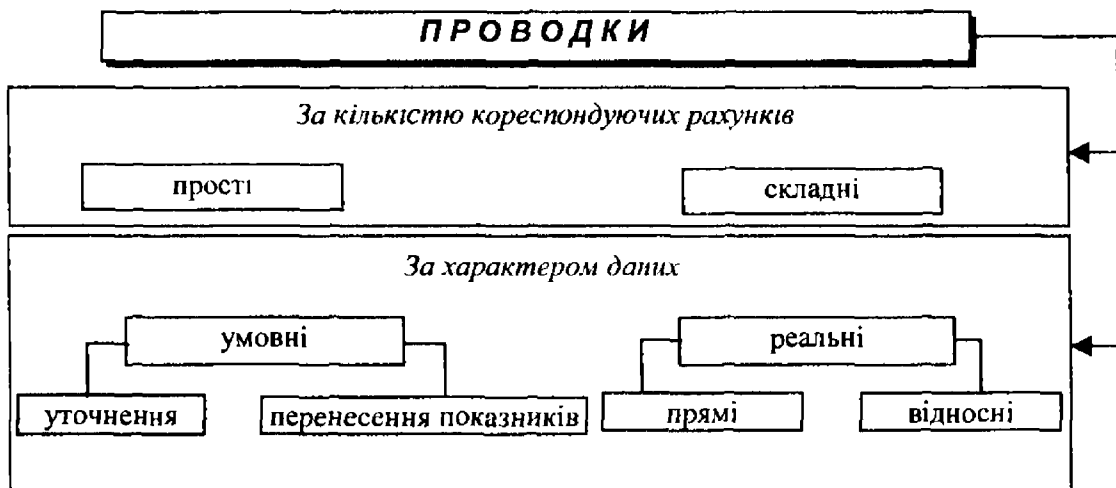 ПРОВОДКИ
За кількістю кореспондуючих рахунків
прості складні
За характером даних
умовні реальні
уточнення перенесення показників прямі відносні